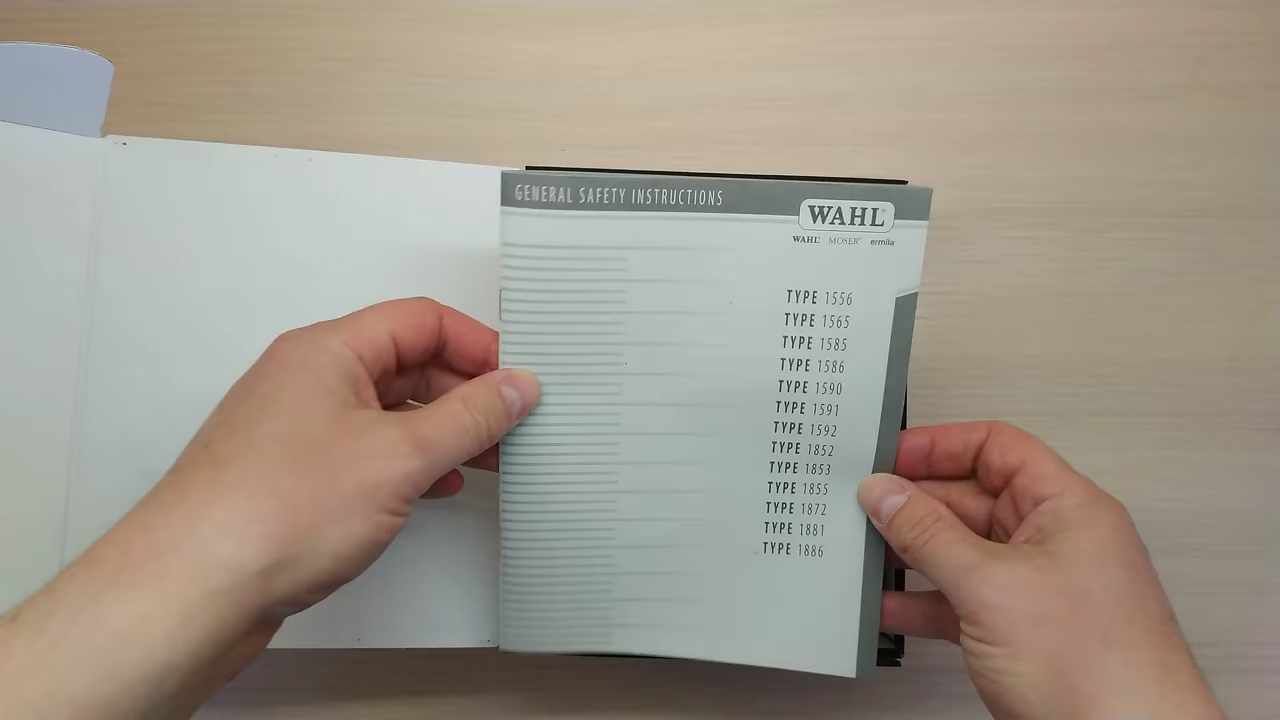 GENERAL SAFETY INSTRUCTIONS
WAHL®
WAHL® MOSER® ermila
TYPE 1556
TYPE 1565
TYPE 1585
TYPE 1586
TYPE 1590
TYPE 1591
TYPE 1592
TYPE 1852
TYPE 1853
TYPE 1855
TYPE 1872
TYPE 1881
TYPE 1886